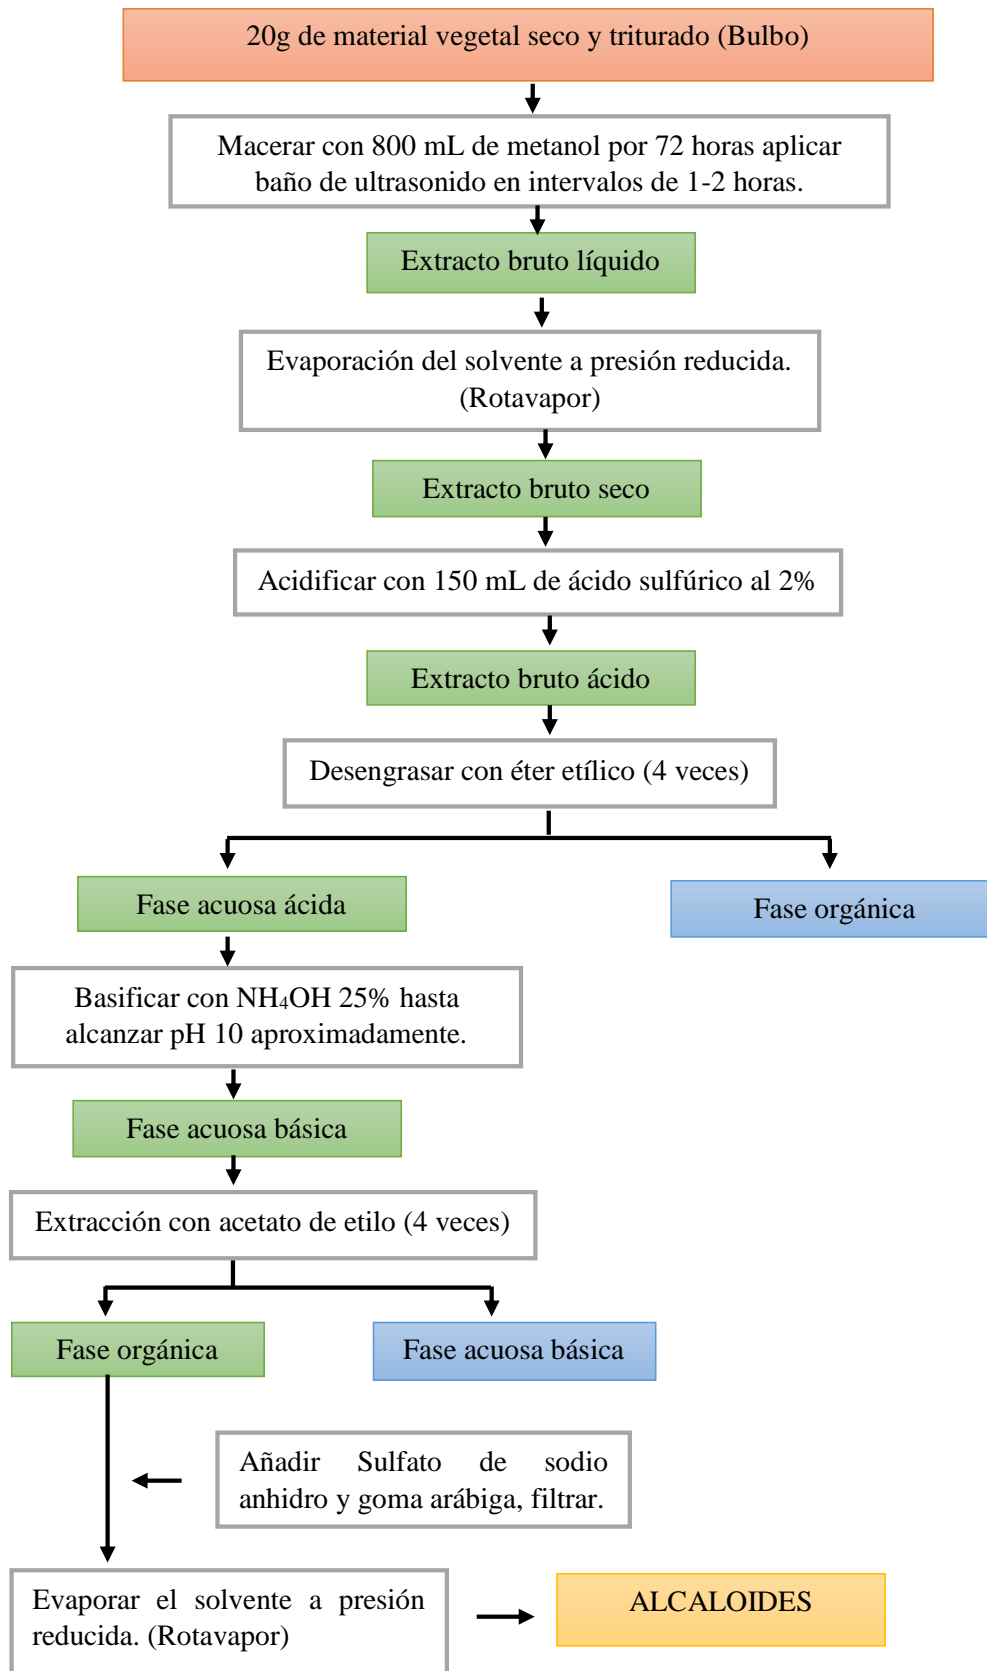 20g de material vegetal seco y triturado (Bulbo)
Macerar con 800 mL de metanol por 72 horas aplicar
baño de ultrasonido en intervalos de 1-2 horas.
Extracto bruto líquido
Evaporación del solvente a presión reducida.
(Rotavapor)
Extracto bruto seco
Acidificar con 150 mL de ácido sulfúrico al 2%
Extracto bruto ácido
Desengrasar con éter etílico (4 veces)
Fase acuosa ácida
Fase orgánica
Basificar con NH₄OH 25% hasta
alcanzar pH 10 aproximadamente.
Fase acuosa básica
Extracción con acetato de etilo (4 veces)
Fase orgánica
Fase acuosa básica
Añadir Sulfato de sodio
anhidro y goma arábiga, filtrar.
Evaporar el solvente a presión
reducida. (Rotavapor)
ALCALOIDES